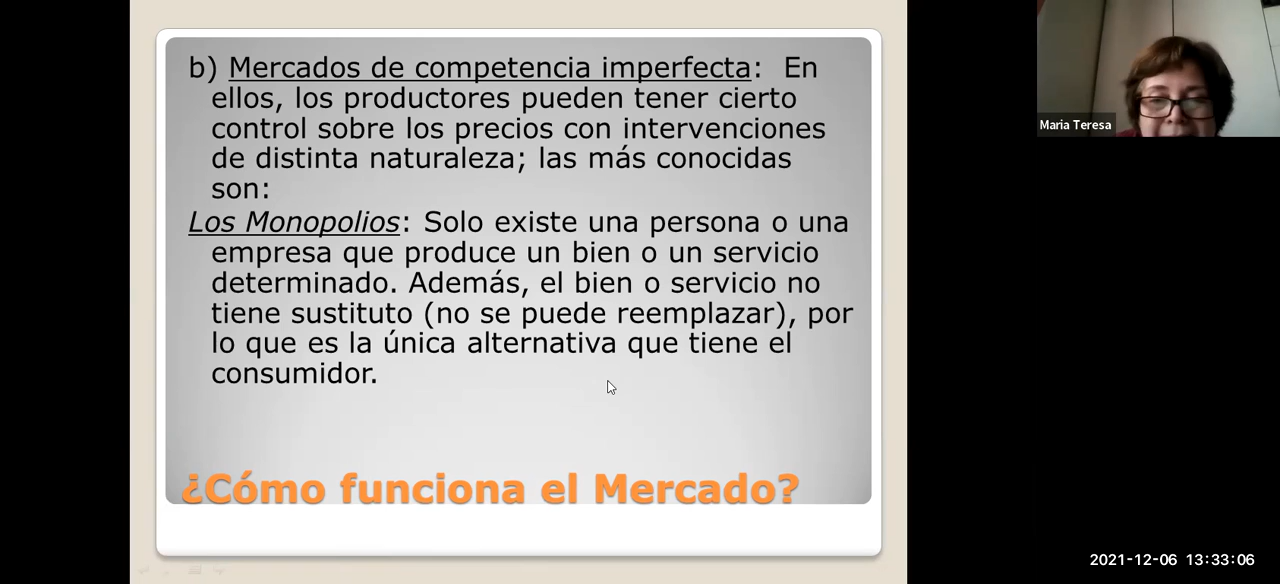 b) Mercados de competencia imperfecta: En
ellos, los productores pueden tener cierto
control sobre los precios con intervenciones
de distinta naturaleza; las más conocidas
son:
Los Monopolios: Solo existe una persona o una
empresa que produce un bien o un servicio
determinado. Además, el bien o servicio no
tiene sustituto (no se puede reemplazar), por
lo que es la única alternativa que tiene el
consumidor.
¿Cómo funciona el Mercado?
Maria Teresa
2021-12-06 13:33:06